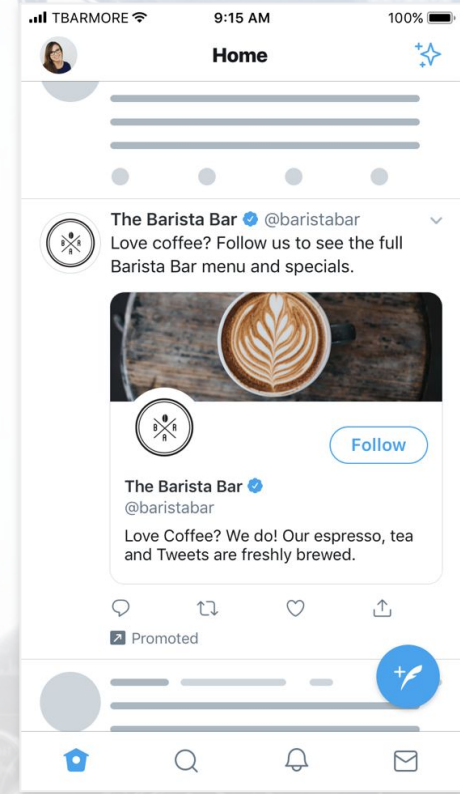 TBARMORE 9:15 AM 100%
Home
The Barista Bar @baristabar
Love coffee? Follow us to see the full
Barista Bar menu and specials.
B A R R
B A R R
Follow
The Barista Bar
@baristabar
Love Coffee? We do! Our espresso, tea
and Tweets are freshly brewed.
Promoted